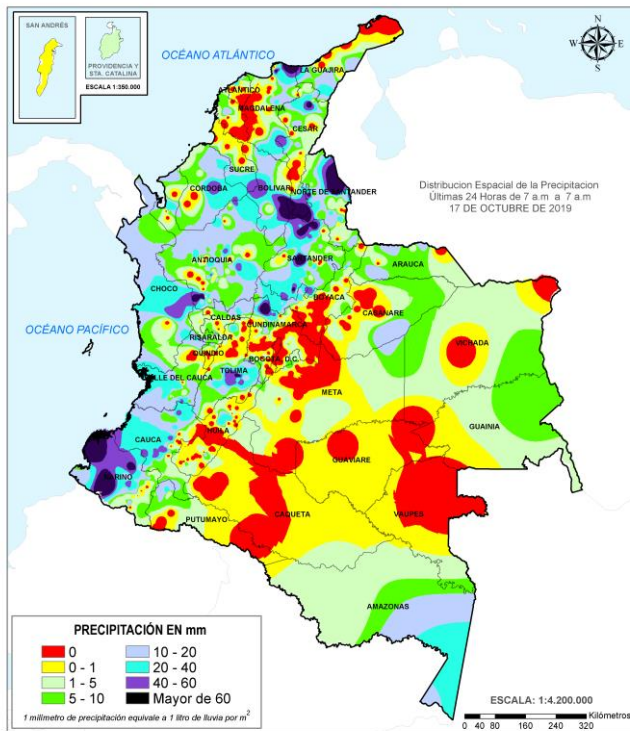 SAN ANDRÉS
PROVIDENCIA Y
STA. CATALINA
ESCALA 1:350.000
OCÉANO ATLÁNTICO
N
W E
S
LA GUAJIRA
ATLÁNTICO
MAGDALENA
CESAR
SUCRE
CÓRDOBA
BOLIVAR
NORTE DE SANTANDER
Distribucion Espacial de la Precipitacion
Últimas 24 Horas de 7 a.m a 7 a.m
17 DE OCTUBRE DE 2019
ANTIOQUIA
SANTANDER
ARAUCA
CHOCO
BOYACA
CASANARE
OCÉANO PACÍFICO
CALDAS
CUNDINAMARCA
RISARALDA
VICHADA
QUINDIO
BOGOTA, D.C.
TOLIMA
VALLE DEL CAUCA
META
GUAINIA
CAUCA
HUILA
GUAVIARE
NARIÑO
PUTUMAYO
CAQUETA
VAUPES
AMAZONAS
PRECIPITACIÓN EN mm
0
10 - 20
0 - 1
20 - 40
1 - 5
40 - 60
5 - 10
Mayor de 60
1 milimetro de precipitación equivale a 1 litro de lluvia por m2
ESCALA: 1:4.200.000
Kilómetros
0 40 80 160 240 320